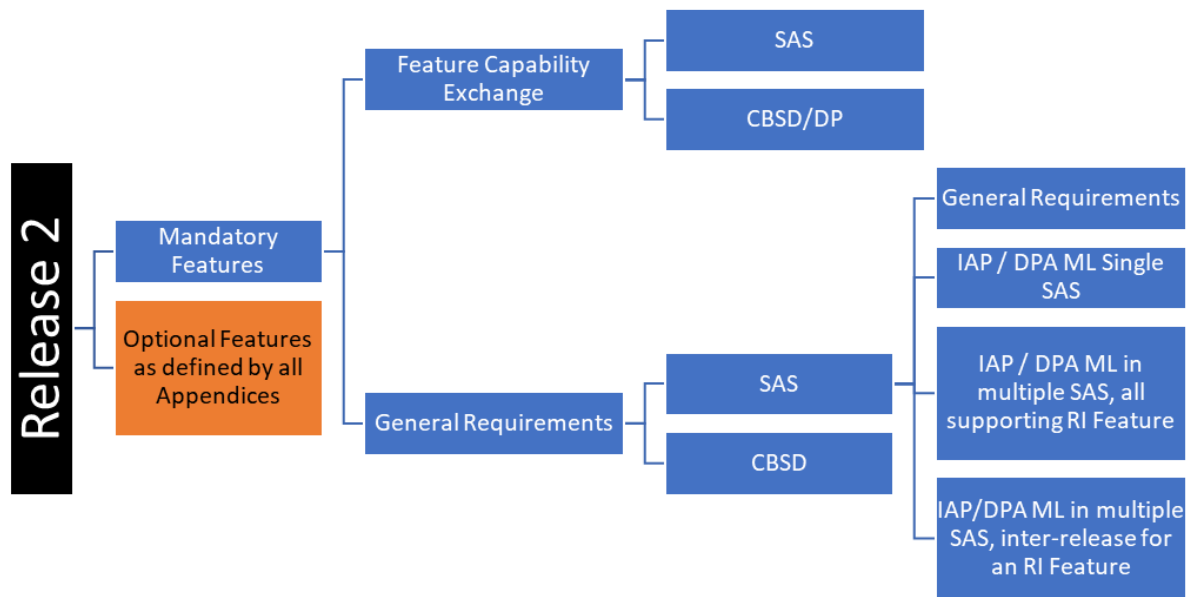 Release 2
Mandatory
Features
Optional Features
as defined by all
Appendices
Feature Capability
Exchange
General Requirements
SAS
CBSD/DP
SAS
CBSD
General Requirements
IAP / DPA ML Single
SAS
IAP / DPA ML in
multiple SAS, all
supporting RI Feature
IAP/DPA ML in multiple
SAS, inter-release for
an RI Feature